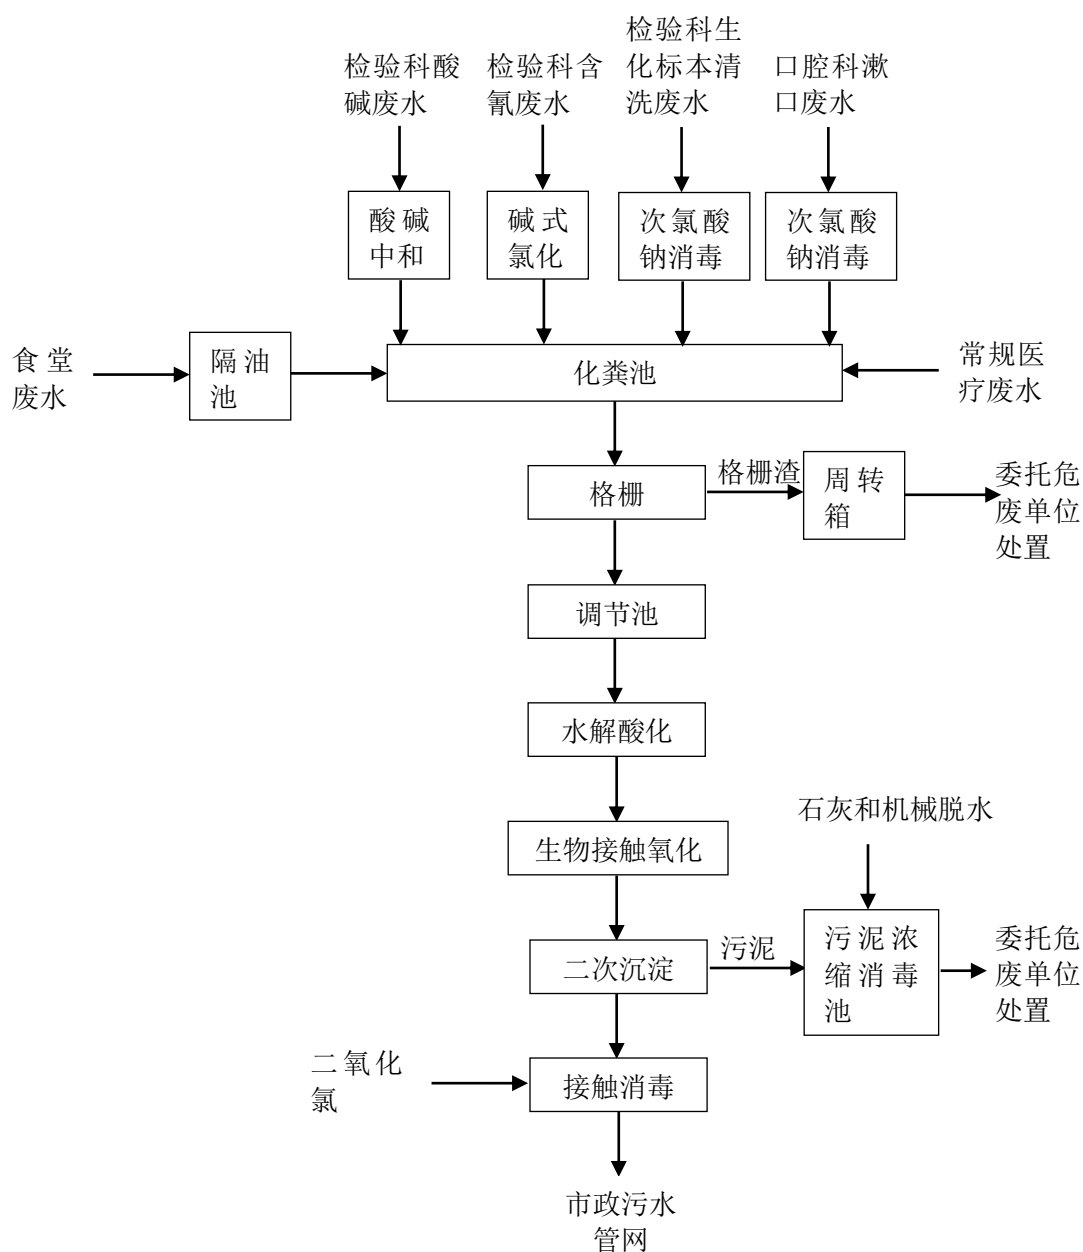 检验科酸
碱废水
检验科含
氰废水
检验科生
化标本清
洗废水
口腔科漱
口废水
酸碱
中和
碱式
氯化
次氯酸
钠消毒
次氯酸
钠消毒
食堂
废水
隔油
池
化粪池
常规医
疗废水
格栅
格栅渣
周转
箱
委托危
废单位
处置
调节池
水解酸化
生物接触氧化
石灰和机械脱水
二次沉淀
污泥
污泥浓
缩消毒
池
委托危
废单位
处置
二氧化
氯
接触消毒
市政污水
管网